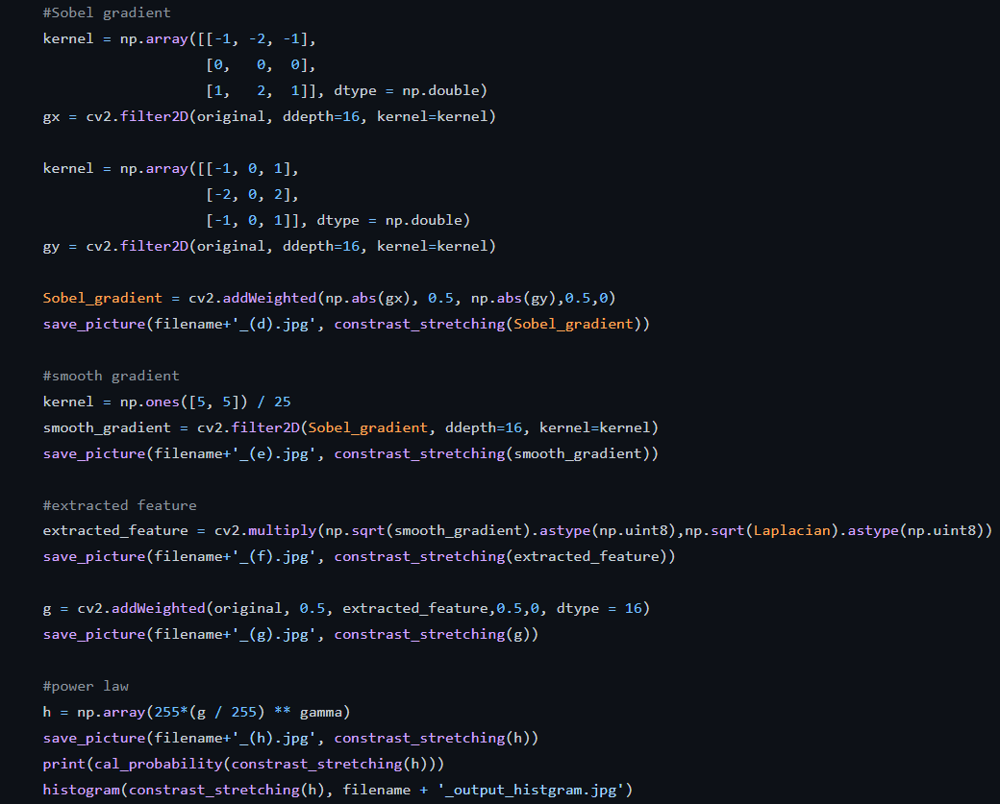 #Sobel gradient
kernel = np.array([[-1, -2, -1],
                   [0,   0,  0],
                   [1,   2,  1]], dtype = np.double)
gx = cv2.filter2D(original, ddepth=16, kernel=kernel)

kernel = np.array([[-1, 0, 1],
                   [-2, 0, 2],
                   [-1, 0, 1]], dtype = np.double)
gy = cv2.filter2D(original, ddepth=16, kernel=kernel)

Sobel_gradient = cv2.addWeighted(np.abs(gx), 0.5, np.abs(gy),0.5,0)
save_picture(filename+'_(d).jpg', constrast_stretching(Sobel_gradient))

#smooth gradient
kernel = np.ones([5, 5]) / 25
smooth_gradient = cv2.filter2D(Sobel_gradient, ddepth=16, kernel=kernel)
save_picture(filename+'_(e).jpg', constrast_stretching(smooth_gradient))

#extracted feature
extracted_feature = cv2.multiply(np.sqrt(smooth_gradient).astype(np.uint8),np.sqrt(Laplacian).astype(np.uint8))
save_picture(filename+'_(f).jpg', constrast_stretching(extracted_feature))

g = cv2.addWeighted(original, 0.5, extracted_feature,0.5,0, dtype = 16)
save_picture(filename+'_(g).jpg', constrast_stretching(g))

#power law
h = np.array(255*(g / 255) ** gamma)
save_picture(filename+'_(h).jpg', constrast_stretching(h))
print(cal_probability(constrast_stretching(h)))
histogram(constrast_stretching(h), filename + '_output_histgram.jpg')